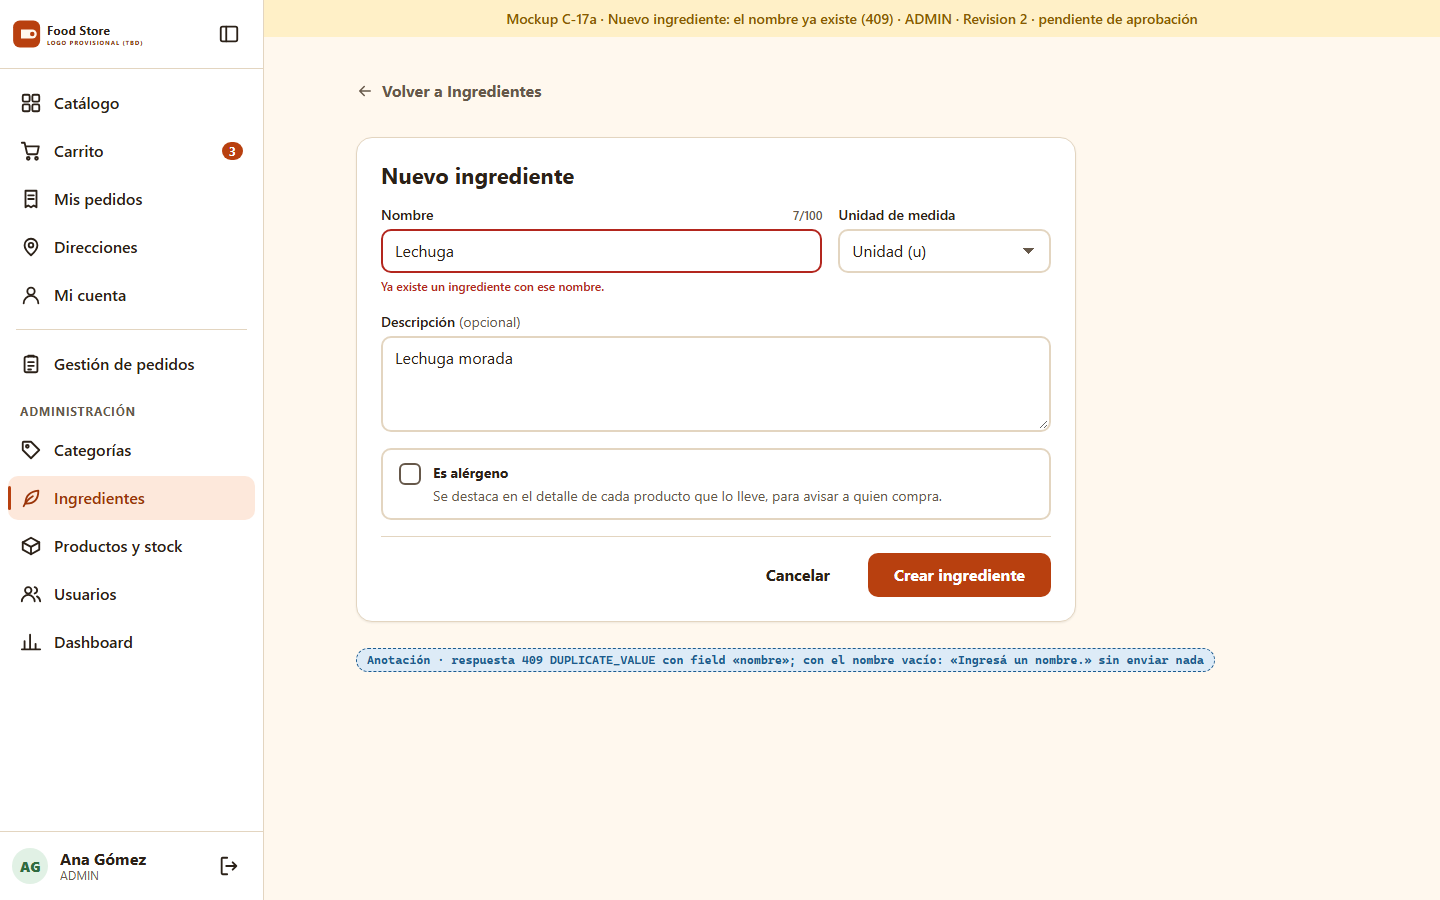 Food Store
LOGO PROVISIONAL (TBD)
Catálogo
Carrito
3
Mis pedidos
Direcciones
Mi cuenta
Gestión de pedidos
ADMINISTRACIÓN
Categorías
Ingredientes
Productos y stock
Usuarios
Dashboard
AG
Ana Gómez
ADMIN
Mockup C-17a · Nuevo ingrediente: el nombre ya existe (409) · ADMIN · Revision 2 · pendiente de aprobación
Volver a Ingredientes
Nuevo ingrediente
Nombre
7/100
Unidad de medida
Lechuga
Unidad (u)
Ya existe un ingrediente con ese nombre.
Descripción (opcional)
Lechuga morada
Es alérgeno
Se destaca en el detalle de cada producto que lo lleve, para avisar a quien compra.
Cancelar
Crear ingrediente
Anotación · respuesta 409 DUPLICATE_VALUE con field «nombre»; con el nombre vacío: «Ingresá un nombre.» sin enviar nada